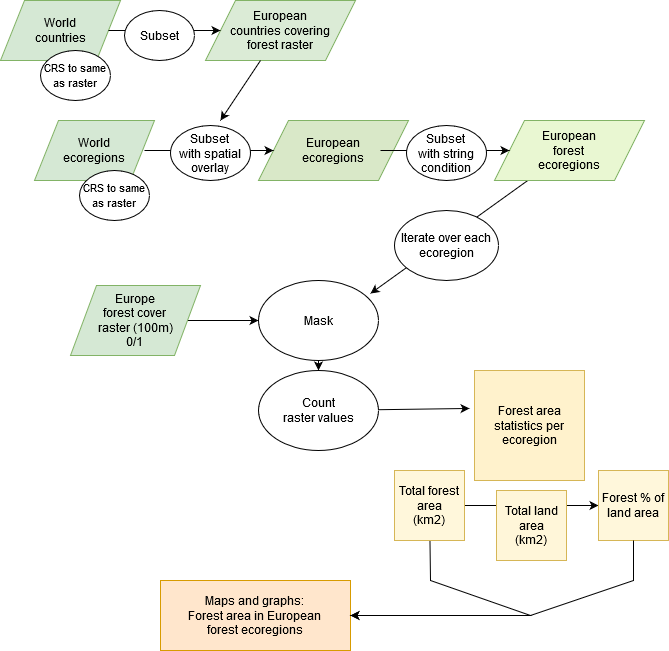 World
countries
Subset
European
countries covering
forest raster
CRS to same
as raster
World
ecoregions
Subset
with spatial
overlay
European
ecoregions
Subset
with string
condition
European
forest
ecoregions
CRS to same
as raster
Iterate over each
ecoregion
Europe
forest cover
raster (100m)
0/1
Mask
Count
raster values
Forest area
statistics per
ecoregion
Total forest
area
(km2)
Total land
area
(km2)
Forest % of
land area
Maps and graphs:
Forest area in European
forest ecoregions